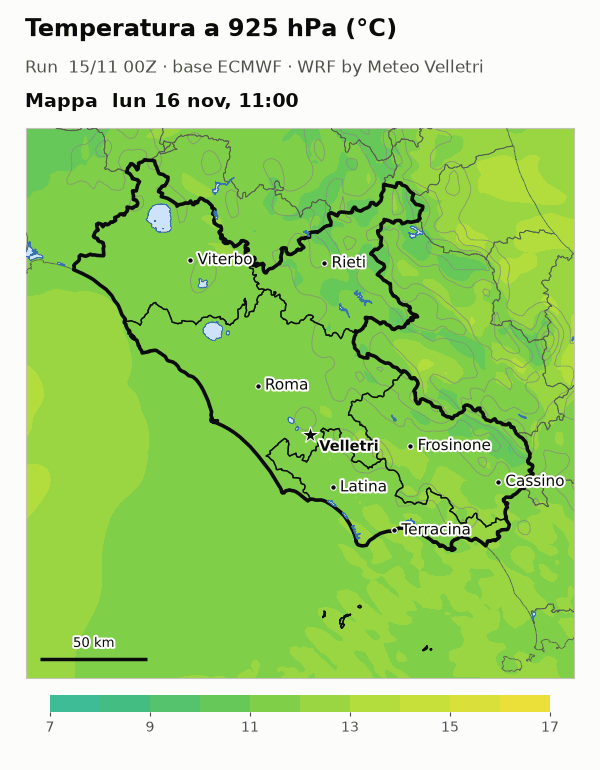 Temperatura a 925 hPa (°C)
Run  15/11 00Z · base ECMWF · WRF by Meteo Velletri
Mappa  lun 16 nov, 11:00
Viterbo
Rieti
Roma
Velletri
Frosinone
Latina
Cassino
Terracina
50 km
7 9 11 13 15 17